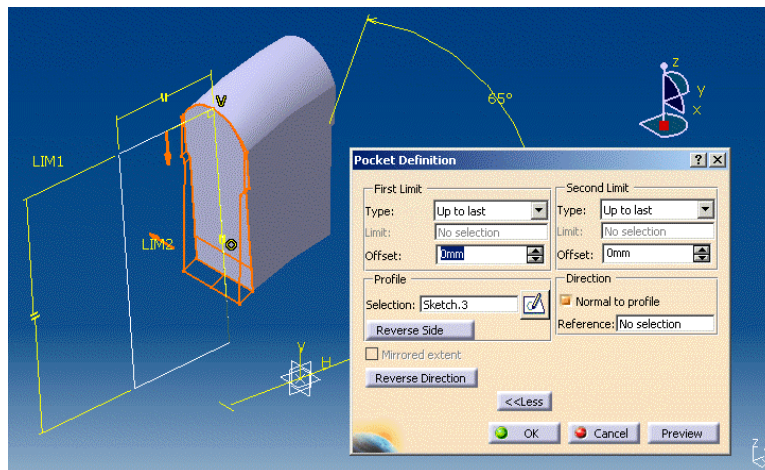 z
y
x
65°
V
LIM1
LIM2
y
H
z
Pocket Definition
First Limit
Type: Up to last
Limit: No selection
Offset: 0mm
Second Limit
Type: Up to last
Limit: No selection
Offset: 0mm
Profile
Selection: Sketch.3
Reverse Side
Direction
Normal to profile
Reference: No selection
Mirrored extent
Reverse Direction
<<Less
OK Cancel Preview